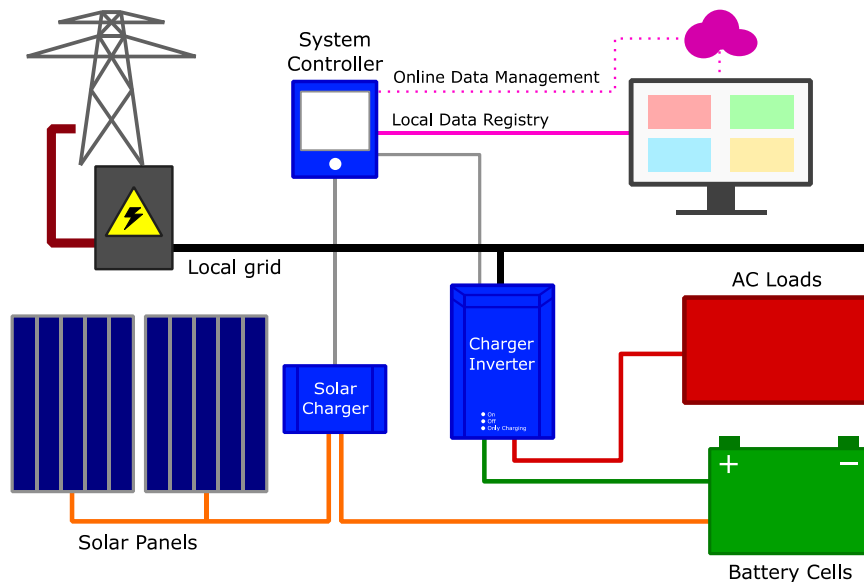 System
Controller
Online Data Management
Local Data Registry
Local grid
AC Loads
Charger
Inverter
Solar
Charger
On
Off
Only Charging
+
−
Solar Panels
Battery Cells